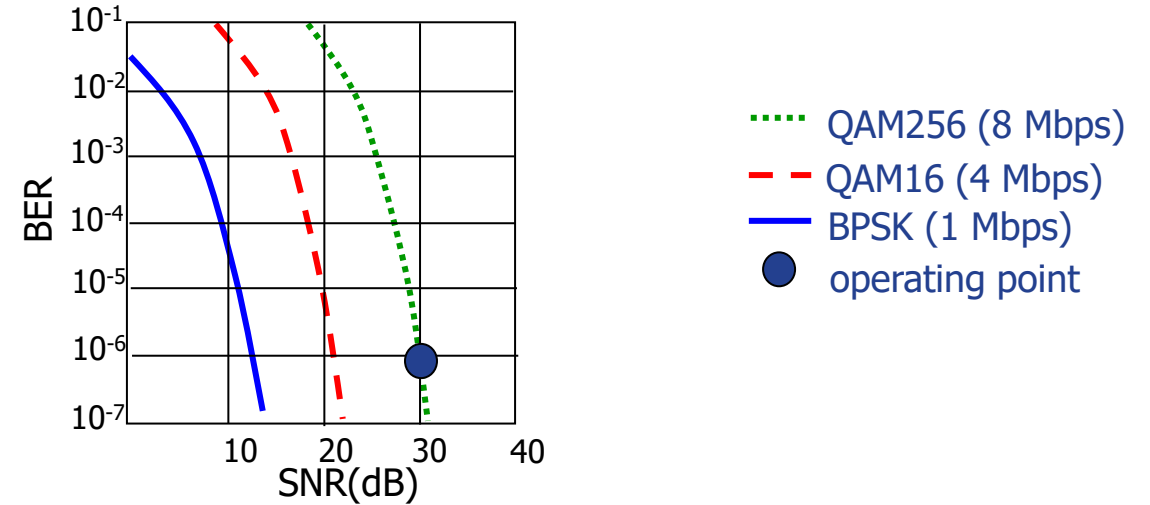 10-1
10-2
10-3
10-4
10-5
10-6
10-7
BER
10 20 30 40
SNR(dB)
QAM256 (8 Mbps)
QAM16 (4 Mbps)
BPSK (1 Mbps)
operating point